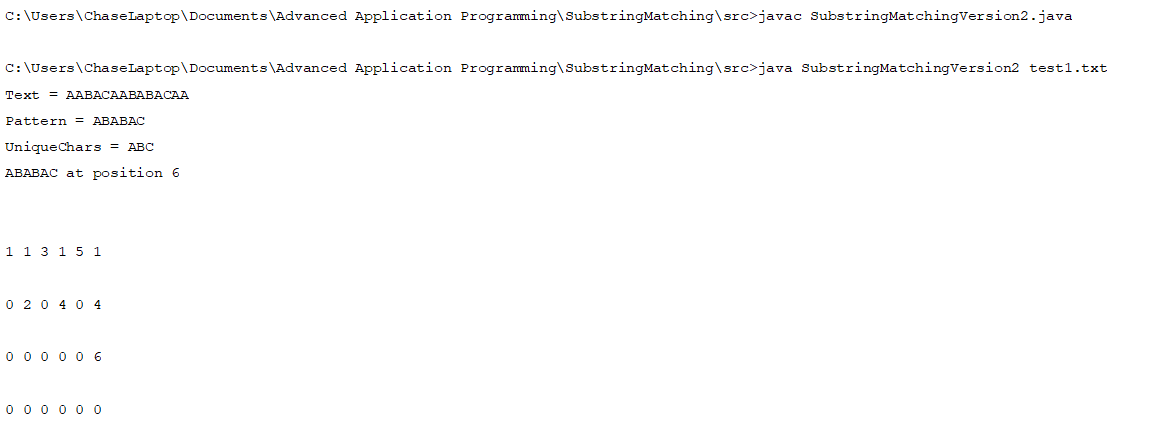 C:\Users\ChaseLaptop\Documents\Advanced Application Programming\SubstringMatching\src>javac SubstringMatchingVersion2.java
C:\Users\ChaseLaptop\Documents\Advanced Application Programming\SubstringMatching\src>java SubstringMatchingVersion2 test1.txt
Text = AABACAABABACAA
Pattern = ABABAC
UniqueChars = ABC
ABABAC at position 6
1 1 3 1 5 1
0 2 0 4 0 4
0 0 0 0 0 6
0 0 0 0 0 0